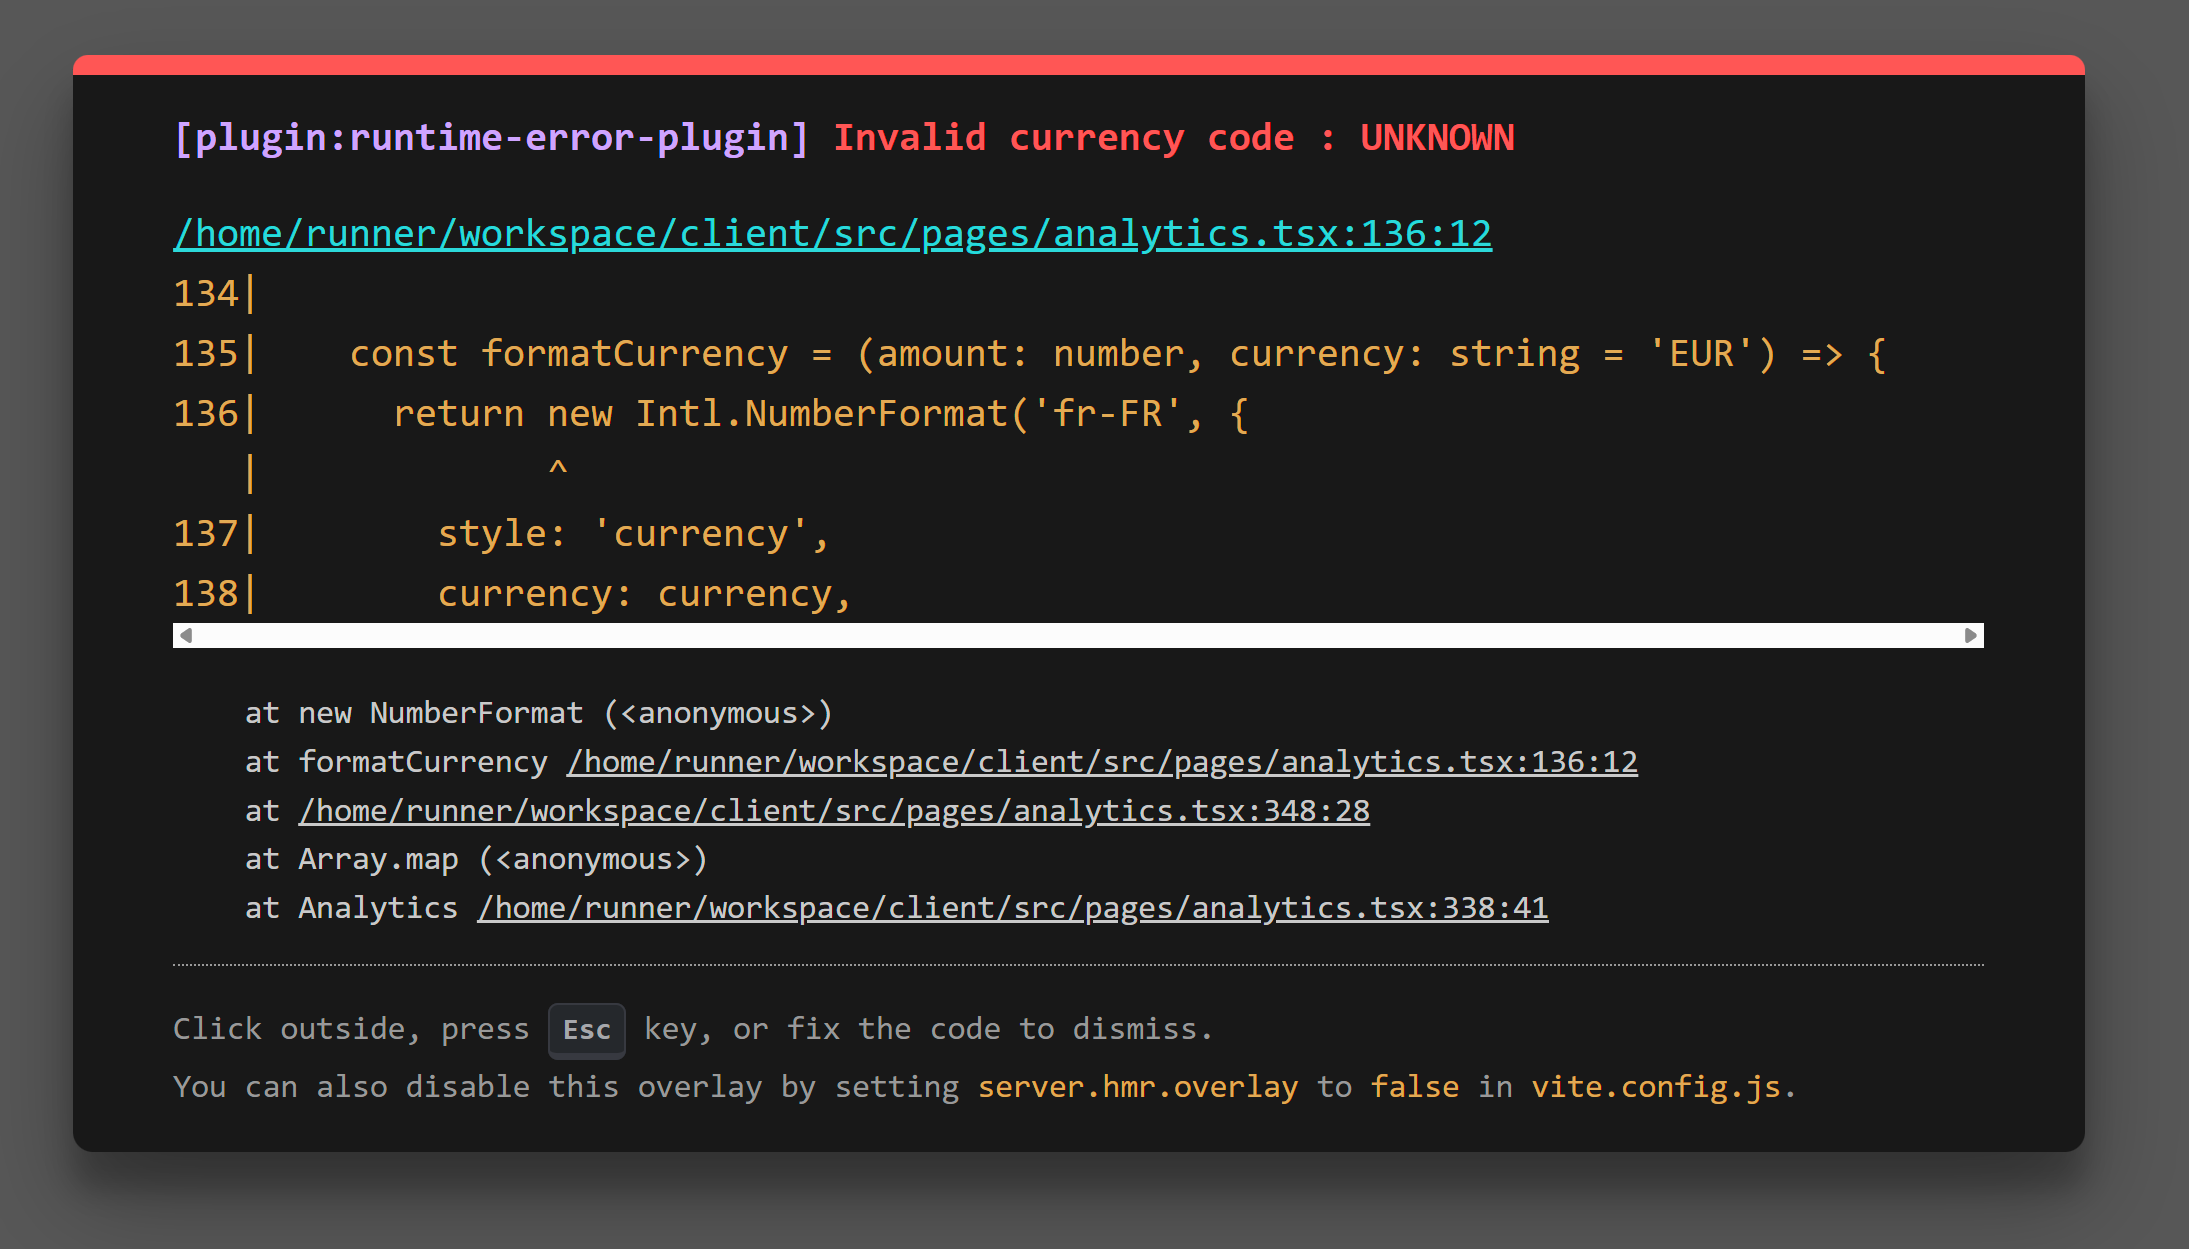 [plugin:runtime-error-plugin] Invalid currency code : UNKNOWN
/home/runner/workspace/client/src/pages/analytics.tsx:136:12
134|
135|    const formatCurrency = (amount: number, currency: string = 'EUR') => {
136|      return new Intl.NumberFormat('fr-FR', {
   |             ^
137|        style: 'currency',
138|        currency: currency,
at new NumberFormat (<anonymous>)
at formatCurrency /home/runner/workspace/client/src/pages/analytics.tsx:136:12
at /home/runner/workspace/client/src/pages/analytics.tsx:348:28
at Array.map (<anonymous>)
at Analytics /home/runner/workspace/client/src/pages/analytics.tsx:338:41
Click outside, press Esc key, or fix the code to dismiss.
You can also disable this overlay by setting server.hmr.overlay to false in vite.config.js.